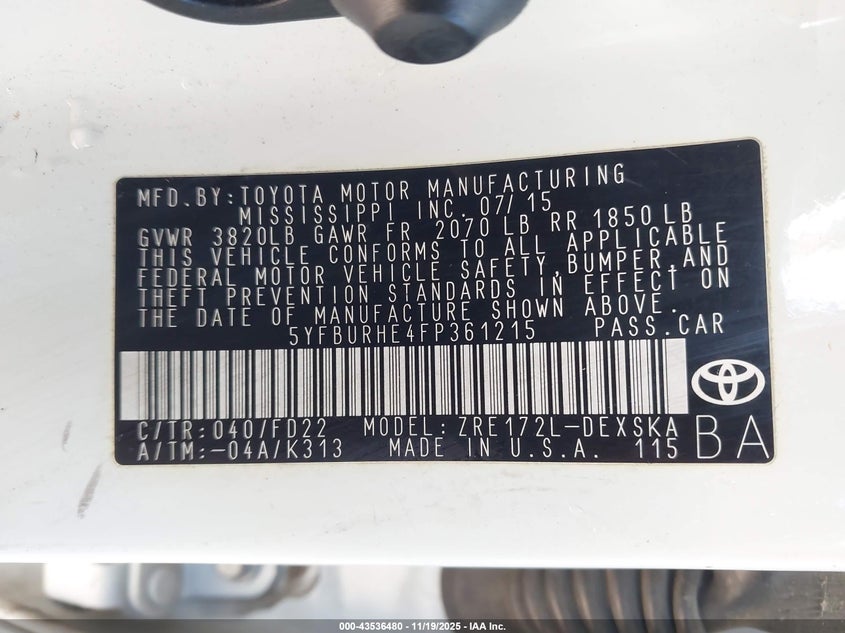 MFD.BY:TOYOTA MOTOR MANUFACTURING
MISSISSIPPI INC. 07/15
GVWR 3820LB GAWR FR 2070 LB RR 1850 LB
THIS VEHICLE CONFORMS TO ALL APPLICABLE
FEDERAL MOTOR VEHICLE SAFETY,BUMPER,AND
THEFT PREVENTION STANDARDS IN EFFECT ON
THE DATE OF MANUFACTURE SHOWN ABOVE.
5YFBURHE4FP361215 PASS.CAR
C/TR:040/FD22 MODEL:ZRE172L-DEXSKA
A/TM:-04A/K313 MADE IN U.S.A. 115 BA
000-43536480 - 11/19/2025 - IAA Inc.